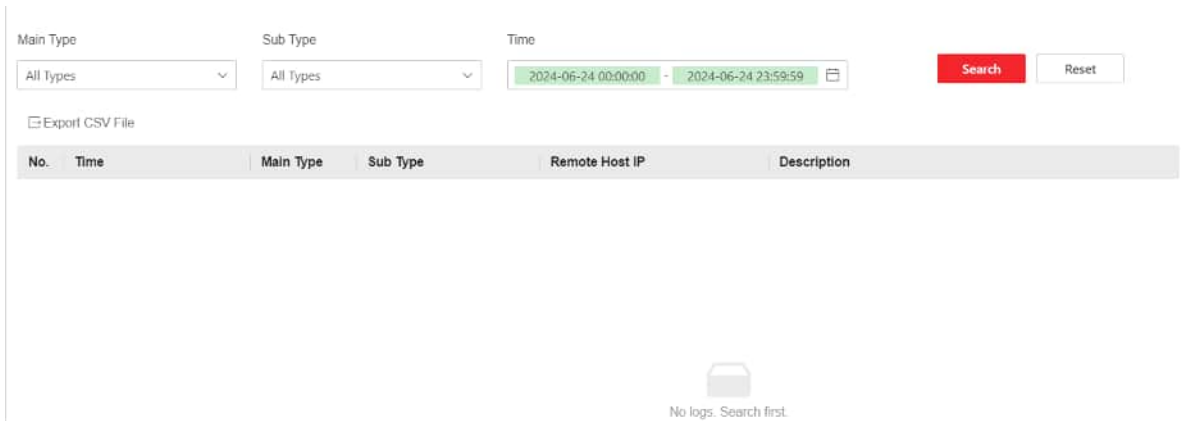 Main Type Sub Type Time
All Types All Types 2024-06-24 00:00:00 - 2024-06-24 23:59:59 Search Reset
Export CSV File
No. Time Main Type Sub Type Remote Host IP Description
No logs. Search first.